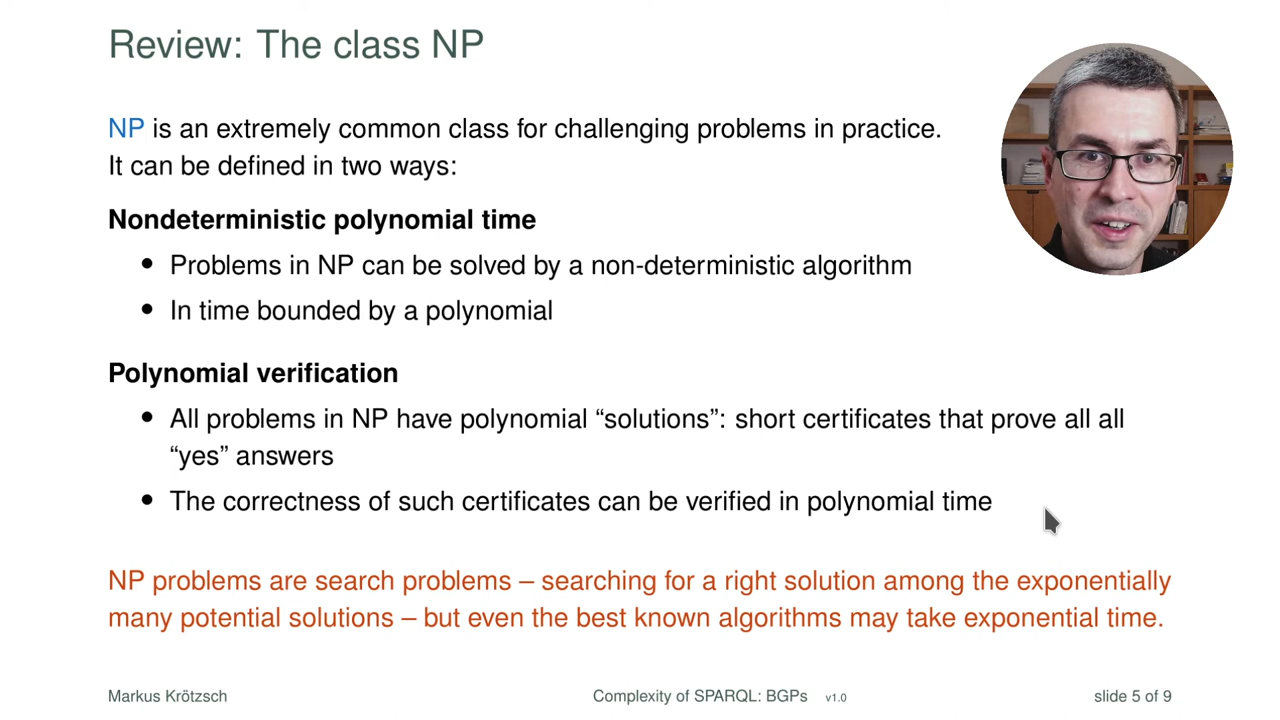 Review: The class NP
NP is an extremely common class for challenging problems in practice.
It can be defined in two ways:
Nondeterministic polynomial time
• Problems in NP can be solved by a non-deterministic algorithm
• In time bounded by a polynomial
Polynomial verification
• All problems in NP have polynomial “solutions”: short certificates that prove all all
“yes” answers
• The correctness of such certificates can be verified in polynomial time
NP problems are search problems – searching for a right solution among the exponentially
many potential solutions – but even the best known algorithms may take exponential time.
Markus Krötzsch Complexity of SPARQL: BGPs v1.0 slide 5 of 9